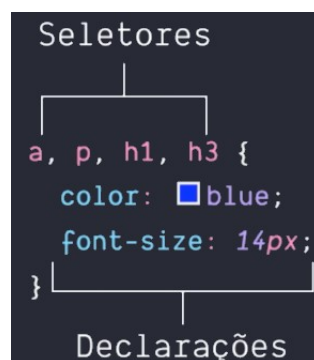 Seletores
a, p, h1, h3 {
color: blue;
font-size: 14px;
}
Declarações